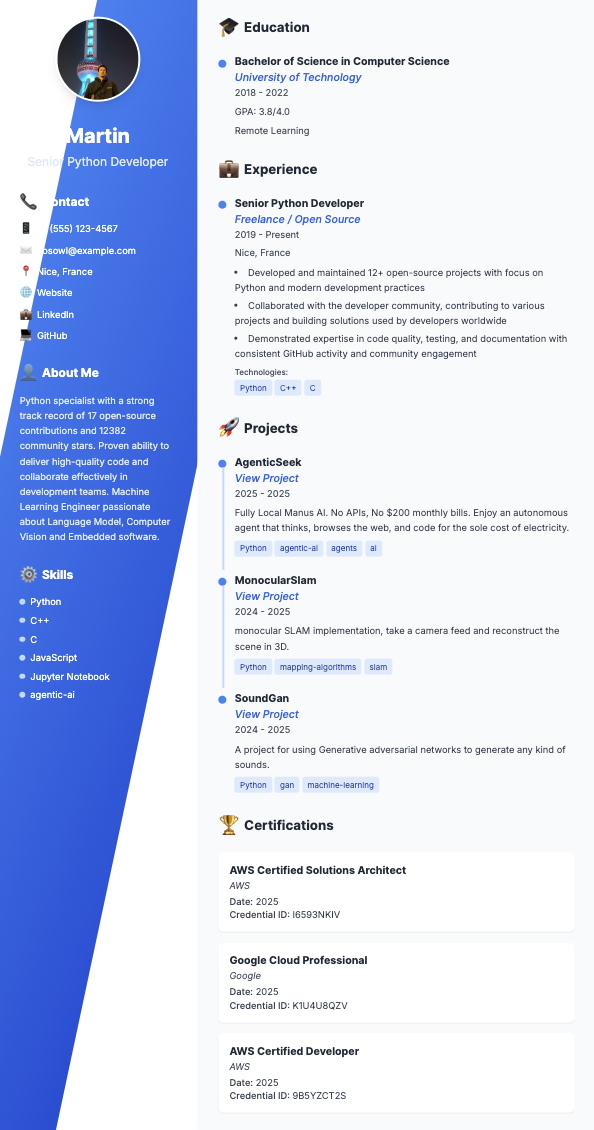 Martin
Senior Python Developer
📞 Contact
(555) 123-4567
Nice, France
Website
LinkedIn
GitHub
About Me
Python specialist with a strong
track record of 17 open-source
contributions and 12382
community stars. Proven ability to
deliver high-quality code and
collaborate effectively in
development teams. Machine
Learning Engineer passionate
about Language Model, Computer
Vision and Embedded software.
Skills
Python
C++
C
JavaScript
Jupyter Notebook
agentic-ai
Education
Bachelor of Science in Computer Science
University of Technology
2018 - 2022
GPA: 3.8/4.0
Remote Learning
Experience
Senior Python Developer
Freelance / Open Source
2019 - Present
Nice, France
• Developed and maintained 12+ open-source projects with focus on
Python and modern development practices
• Collaborated with the developer community, contributing to various
projects and building solutions used by developers worldwide
• Demonstrated expertise in code quality, testing, and documentation with
consistent GitHub activity and community engagement
Technologies:
Python C++ C
Projects
AgenticSeek
View Project
2025 - 2025
Fully Local Manus AI. No APIs, No $200 monthly bills. Enjoy an autonomous
agent that thinks, browses the web, and code for the sole cost of electricity.
Python agentic-ai agents ai
MonocularSlam
View Project
2024 - 2025
monocular SLAM implementation, take a camera feed and reconstruct the
scene in 3D.
Python mapping-algorithms slam
SoundGan
View Project
2024 - 2025
A project for using Generative adversarial networks to generate any kind of
sounds.
Python gan machine-learning
Certifications
AWS Certified Solutions Architect
AWS
Date: 2025
Credential ID: I6593NKIV
Google Cloud Professional
Google
Date: 2025
Credential ID: K1U4U8QZV
AWS Certified Developer
AWS
Date: 2025
Credential ID: 9B5YZCT2S